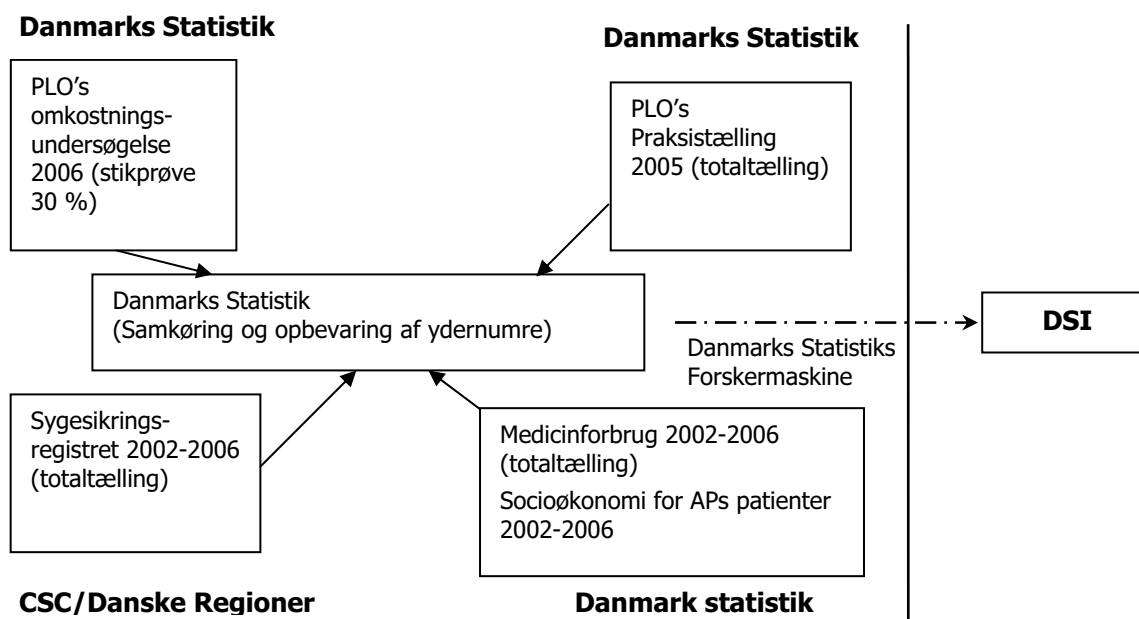 Danmarks Statistik
PLO’s
omkostnings-
undersøgelse
2006 (stikprøve
30 %)
Danmarks Statistik
PLO’s
Praksistælling
2005 (totaltælling)
Danmarks Statistik
(Samkøring og opbevaring af ydernumre)
Danmarks Statistiks
Forskermaskine
DSI
Sygesikrings-
registret 2002-2006
(totaltælling)
CSC/Danske Regioner
Medicinforbrug 2002-2006
(totaltælling)
Socioøkonomi for APs patienter
2002-2006
Danmark statistik